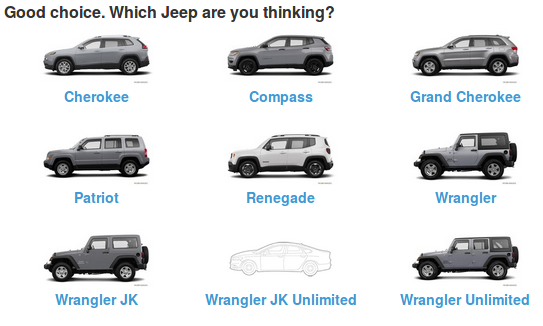 Good choice. Which Jeep are you thinking?
Cherokee
Compass
Grand Cherokee
Patriot
Renegade
Wrangler
Wrangler JK
Wrangler JK Unlimited
Wrangler Unlimited